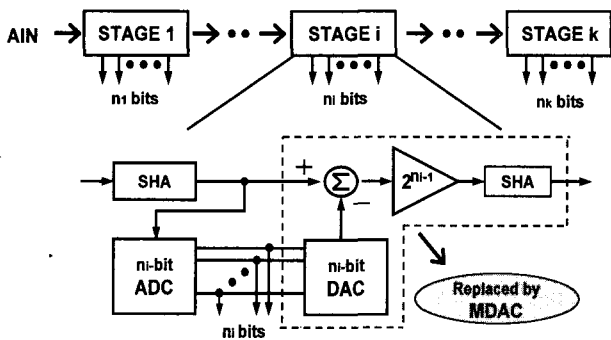 AIN
STAGE 1
STAGE i
STAGE k
n1 bits
ni bits
nk bits
SHA
+
Σ
−
2ni-1
SHA
ni-bit
ADC
ni-bit
DAC
ni bits
Replaced by
MDAC